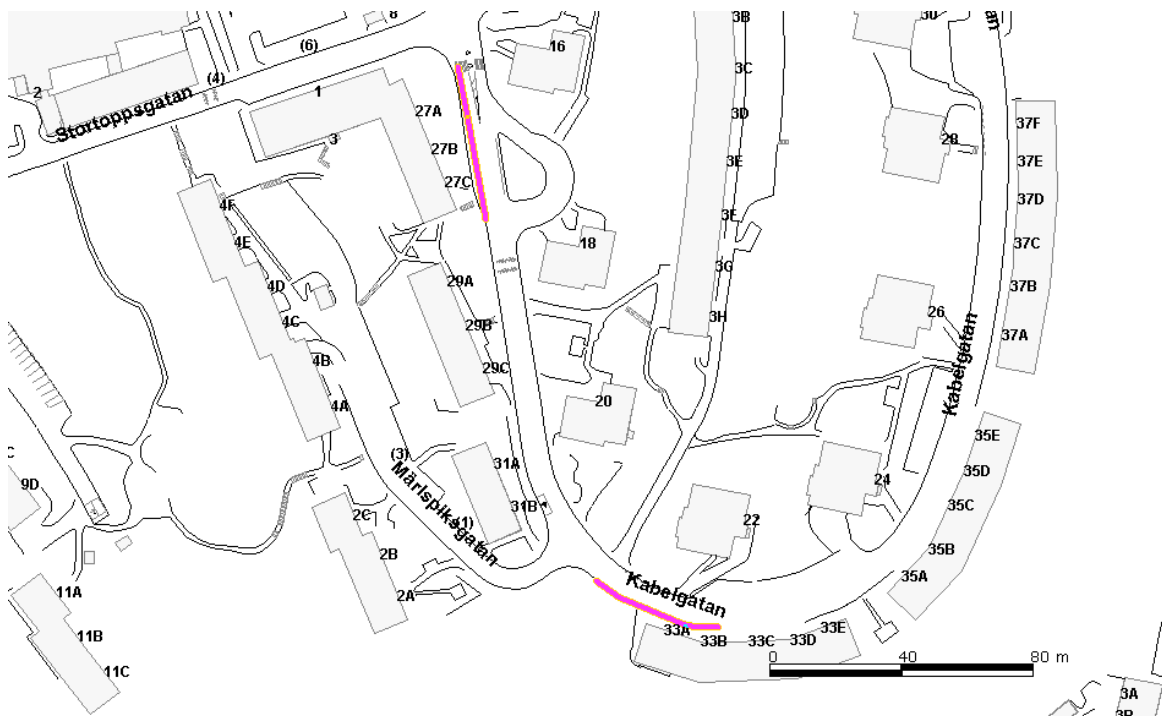 3B
30
Kabelgatan
8
16
(6)
3C
(4)
2
1
Stortoppsgatan
27A
3D
37F
28
3
27B
3E
37E
27C
37D
4F
3F
4E
18
37C
3G
4D
29A
37B
26
4C
29B
3H
37A
4B
29C
Kabelgatan
20
4A
35E
(3)
C
31A
35D
9D
24
Märlspiksgatan
31B
35C
2C
22
35B
2B
35A
11A
2A
Kabelgatan
33A
33E
11B
33B
33C
33D
0
40
80 m
11C
3A
3B